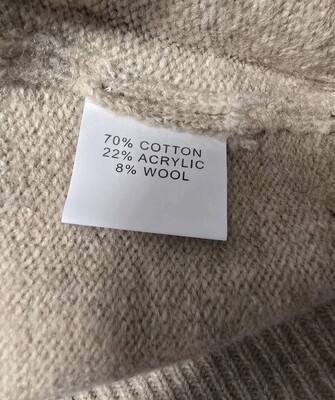 70% COTTON
22% ACRYLIC
8% WOOL